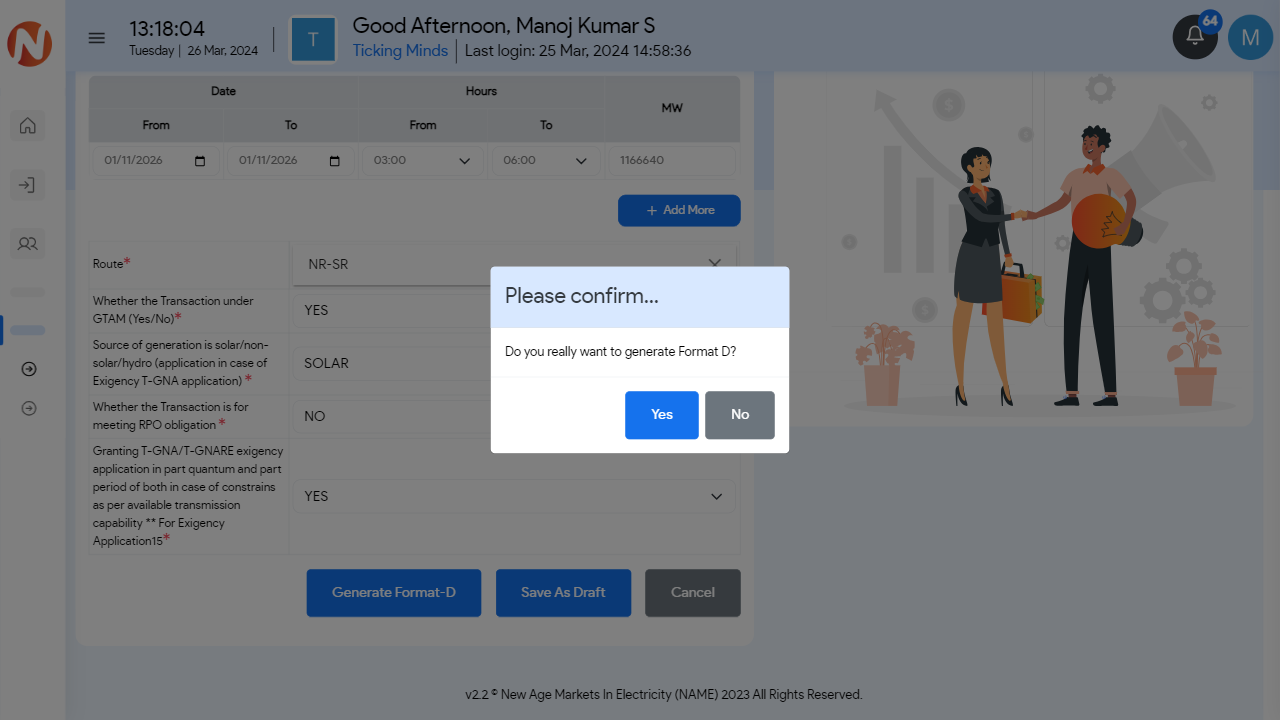 13:18:04
Tuesday | 26 Mar, 2024
T
Good Afternoon, Manoj Kumar S
Ticking Minds
Last login: 25 Mar, 2024 14:58:36
64
M
Date
Hours
MW
From
To
From
To
01/11/2026
01/11/2026
03:00
06:00
1166640
+ Add More
Route*
NR-SR
Whether the Transaction under
GTAM (Yes/No)*
YES
Source of generation is solar/non-
solar/hydro (application in case of
Exigency T-GNA application) *
SOLAR
Whether the Transaction is for
meeting RPO obligation *
NO
Granting T-GNA/T-GNARE exigency
application in part quantum and part
period of both in case of constrains
as per available transmission
capability ** For Exigency
Application15*
YES
Please confirm...
Do you really want to generate Format D?
Yes
No
Generate Format-D
Save As Draft
Cancel
v2.2 © New Age Markets In Electricity (NAME) 2023 All Rights Reserved.